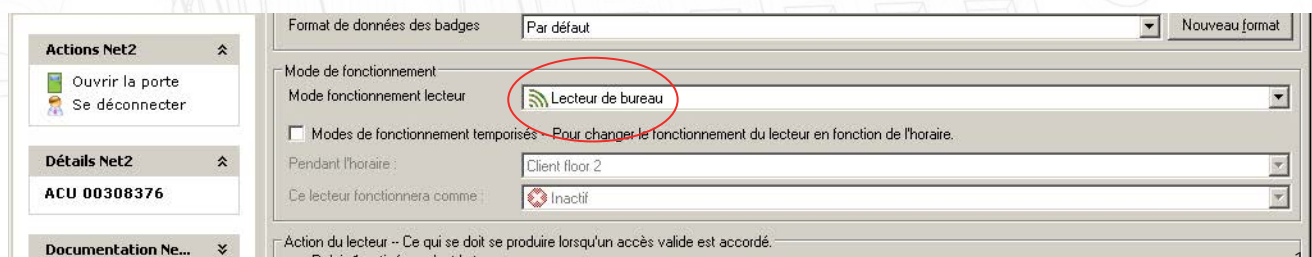 Format de données des badges
Par défaut
Nouveau format
Actions Net2
Ouvrir la porte
Se déconnecter
Mode de fonctionnement
Mode fonctionnement lecteur
Lecteur de bureau
Modes de fonctionnement temporisés -- Pour changer le fonctionnement du lecteur en fonction de l'horaire.
Détails Net2
ACU 00308376
Pendant l'horaire :
Client floor 2
Ce lecteur fonctionnera comme :
Inactif
Documentation Ne...
Action du lecteur -- Ce qui se doit se produire lorsqu'un accès valide est accordé.